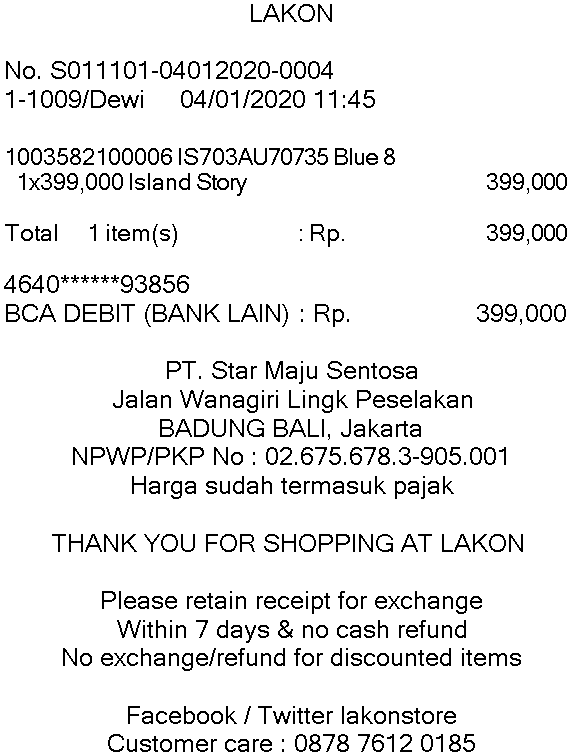 LAKON
No. S011101-04012020-0004
1-1009/Dewi 04/01/2020 11:45
1003582100006 IS703AU70735 Blue 8
1x399,000 Island Story 399,000
Total 1 item(s) : Rp. 399,000
4640******93856
BCA DEBIT (BANK LAIN) : Rp. 399,000
PT. Star Maju Sentosa
Jalan Wanagiri Lingk Peselakan
BADUNG BALI, Jakarta
NPWP/PKP No : 02.675.678.3-905.001
Harga sudah termasuk pajak
THANK YOU FOR SHOPPING AT LAKON
Please retain receipt for exchange
Within 7 days & no cash refund
No exchange/refund for discounted items
Facebook / Twitter lakonstore
Customer care : 0878 7612 0185